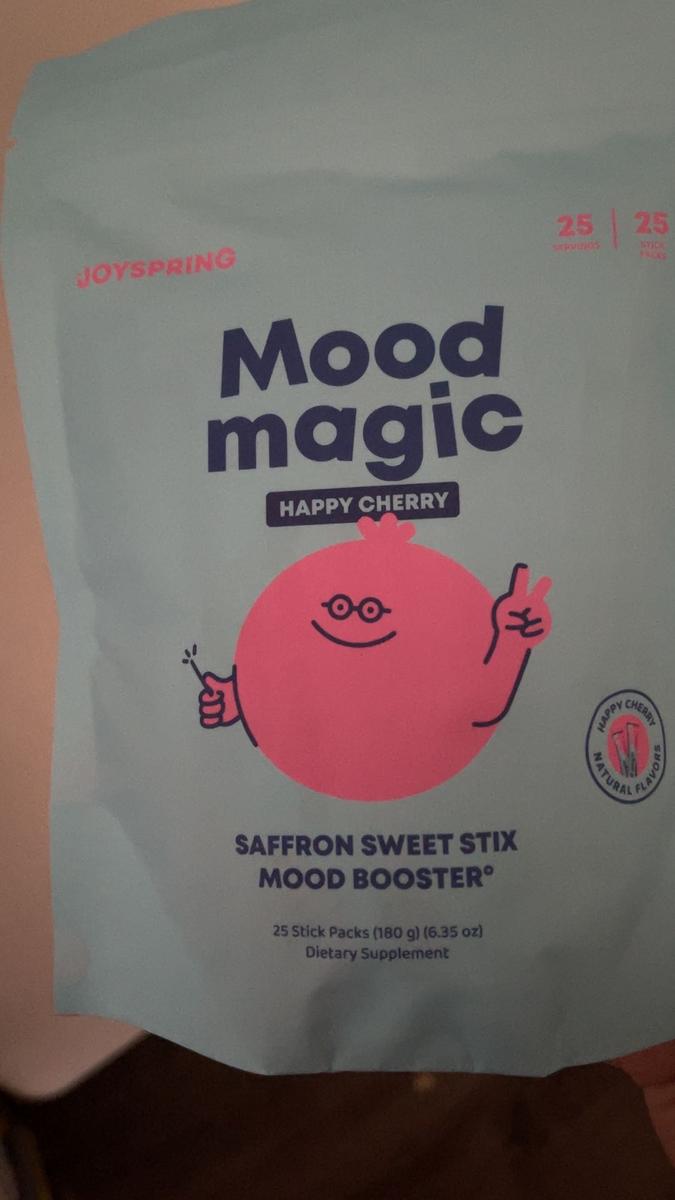 JOYSPRING
25 | 25
SERVINGS STICK
PACKS
Mood
magic
HAPPY CHERRY
HAPPY CHERRY
NATURAL FLAVORS
SAFFRON SWEET STIX
MOOD BOOSTER°
25 Stick Packs (180 g) (6.35 oz)
Dietary Supplement